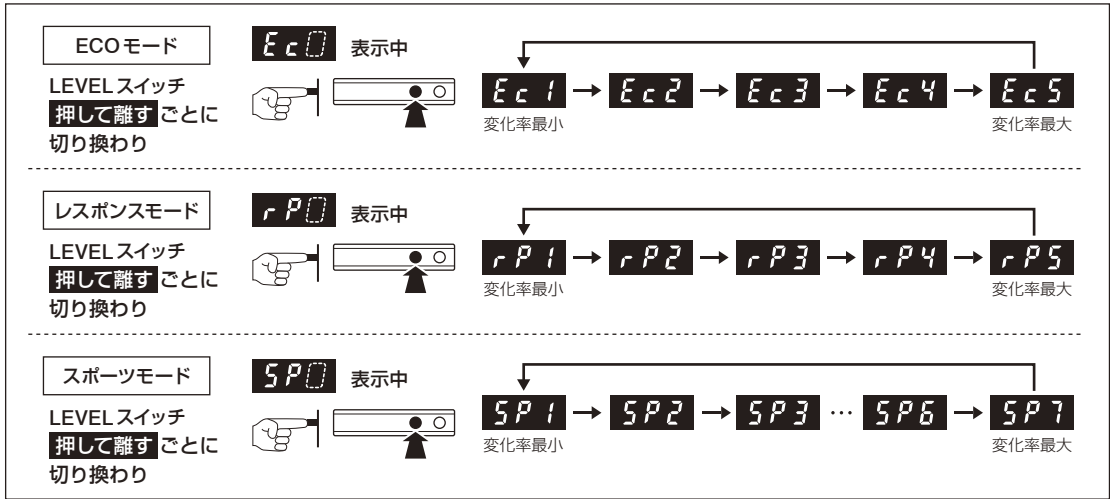 ECOモード
Ec 表示中
LEVELスイッチ
押して離す ごとに
切り換わり
Ec1 → Ec2 → Ec3 → Ec4 → Ec5
変化率最小 変化率最大
レスポンスモード
rP 表示中
LEVELスイッチ
押して離す ごとに
切り換わり
rP1 → rP2 → rP3 → rP4 → rP5
変化率最小 変化率最大
スポーツモード
SP 表示中
LEVELスイッチ
押して離す ごとに
切り換わり
SP1 → SP2 → SP3 … SP6 → SP7
変化率最小 変化率最大